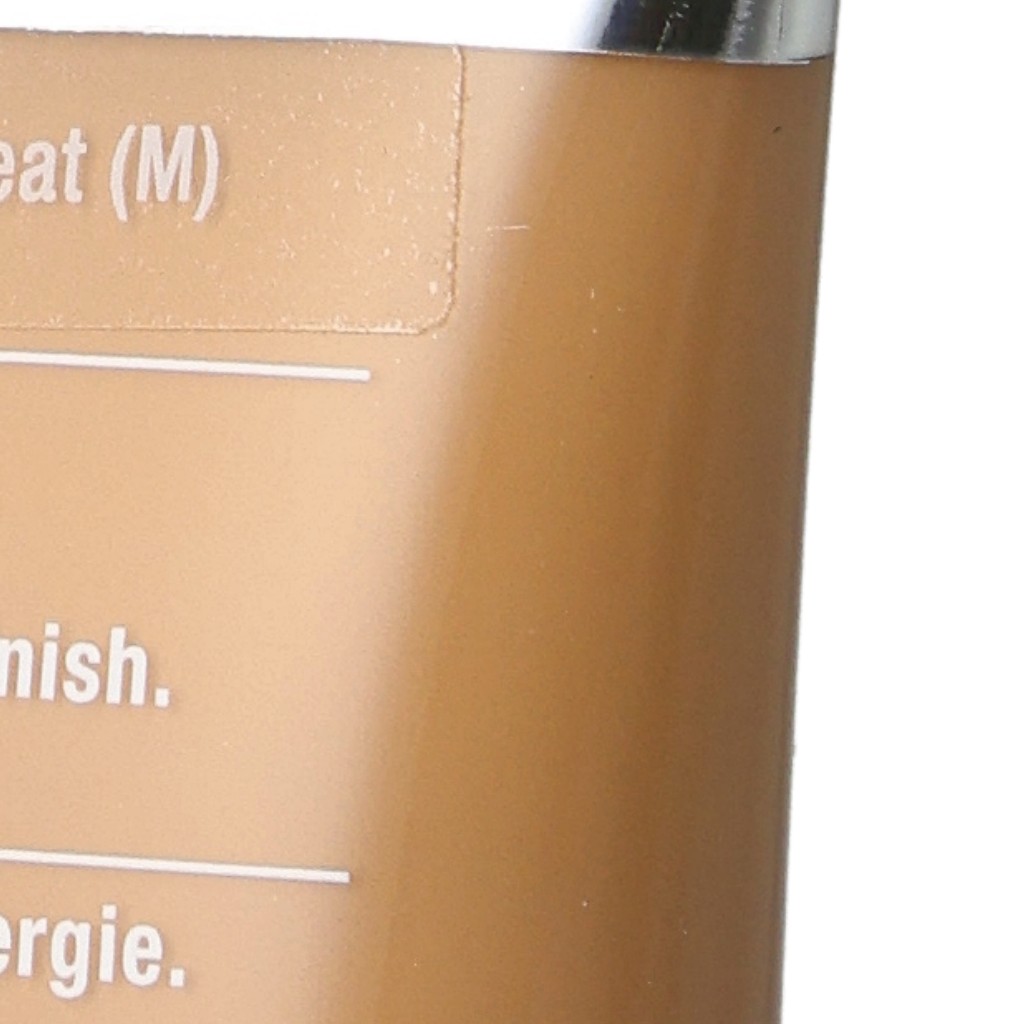 eat (M)
nish.
ergie.